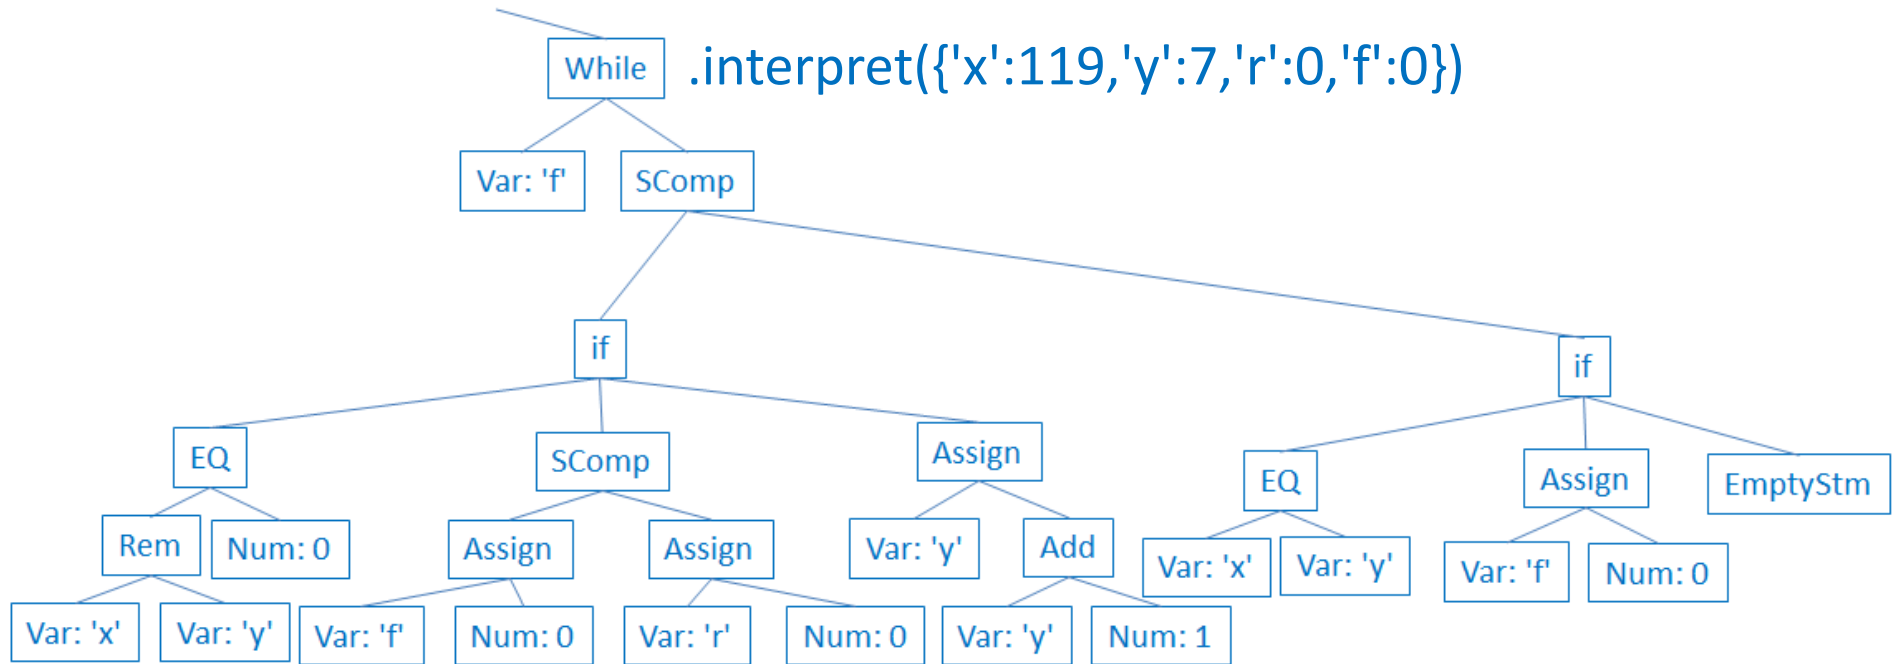 While .interpret({'x':119,'y':7,'r':0,'f':0})
Var: 'f' SComp
if if
EQ SComp Assign EQ Assign EmptyStm
Rem Num: 0 Assign Assign Var: 'y' Add Var: 'x' Var: 'y' Var: 'f' Num: 0
Var: 'x' Var: 'y' Var: 'f' Num: 0 Var: 'r' Num: 0 Var: 'y' Num: 1